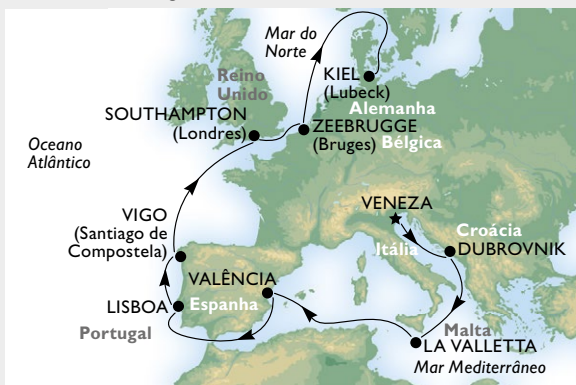 Mar do
Norte
KIEL
(Lubeck)
Reino
Unido
Alemanha
SOUTHAMPTON
(Londres)
ZEEBRUGGE
(Bruges)
Bélgica
Oceano
Atlântico
VIGO
(Santiago de
Compostela)
VENEZA
Croácia
Itália
DUBROVNIK
VALÊNCIA
LISBOA
Espanha
Portugal
Malta
LA VALLETTA
Mar Mediterrâneo